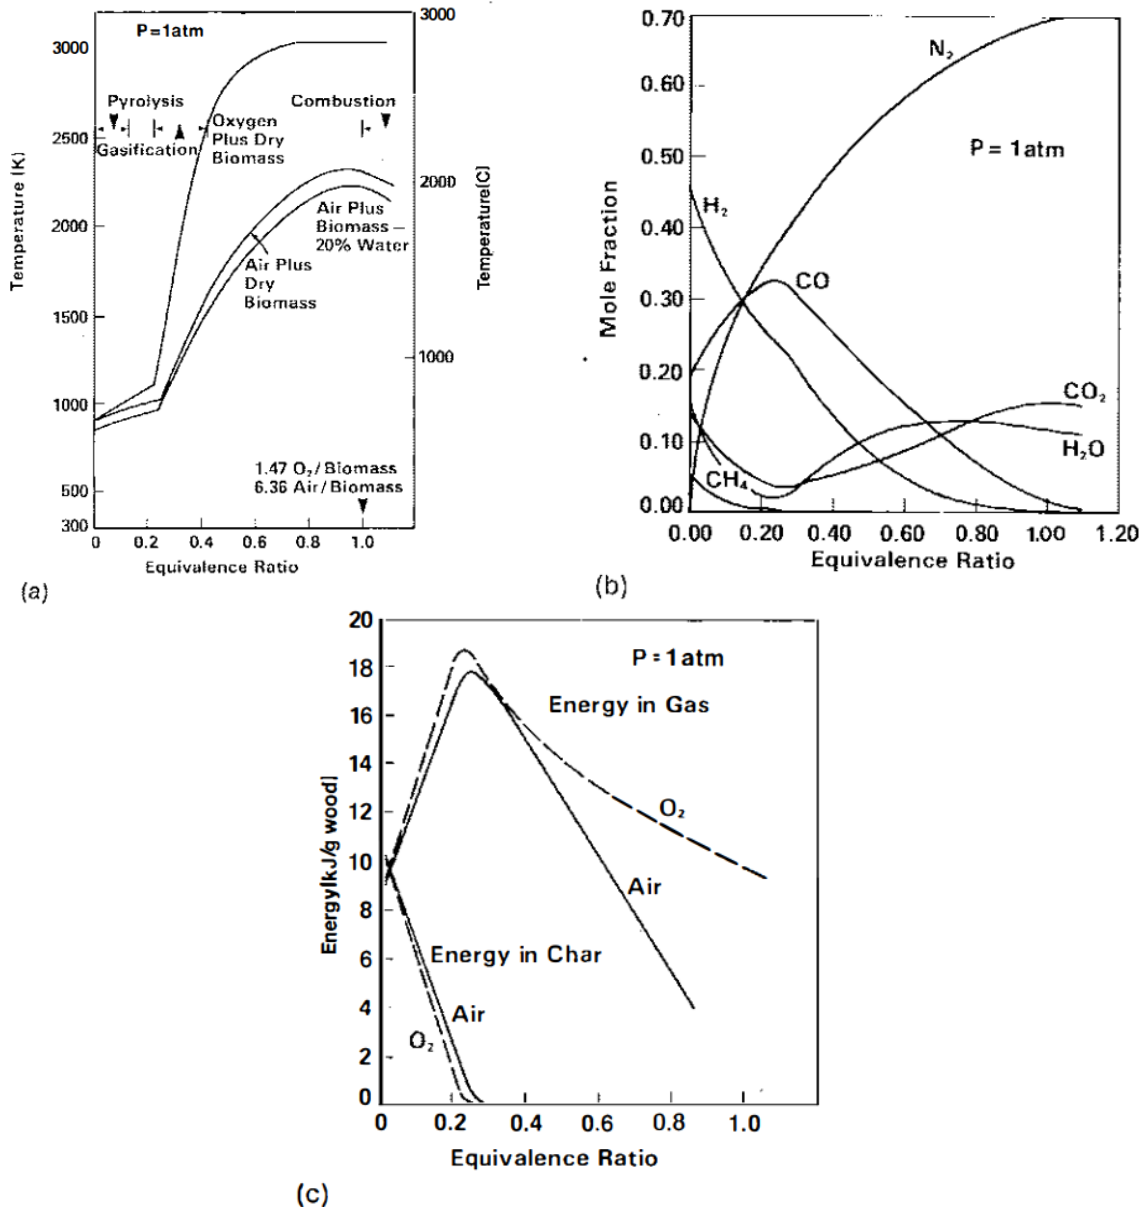 P=1atm
3000
3000
Pyrolysis
Combustion
Oxygen
Plus Dry
Biomass
Gasification
2500
2000
Air Plus
Biomass —
20% Water
2000
Air Plus
Dry
Biomass
1500
1000
1000
1.47 O₂/Biomass
6.36 Air/Biomass
500
300
0 0.2 0.4 0.6 0.8 1.0
Equivalence Ratio
Temperature (K)
Temperature(C)
(a)
0.70
N₂
0.60
0.50
P = 1atm
H₂
0.40
CO
0.30
0.20
CO₂
0.10
H₂O
CH₄
0.00
0.00 0.20 0.40 0.60 0.80 1.00 1.20
Equivalence Ratio
Mole Fraction
(b)
20
P = 1atm
18
Energy in Gas
16
14
O₂
12
10
Air
8
Energy in Char
6
Air
4
O₂
2
0
0 0.2 0.4 0.6 0.8 1.0
Energy[kJ/g wood]
Equivalence Ratio
(c)